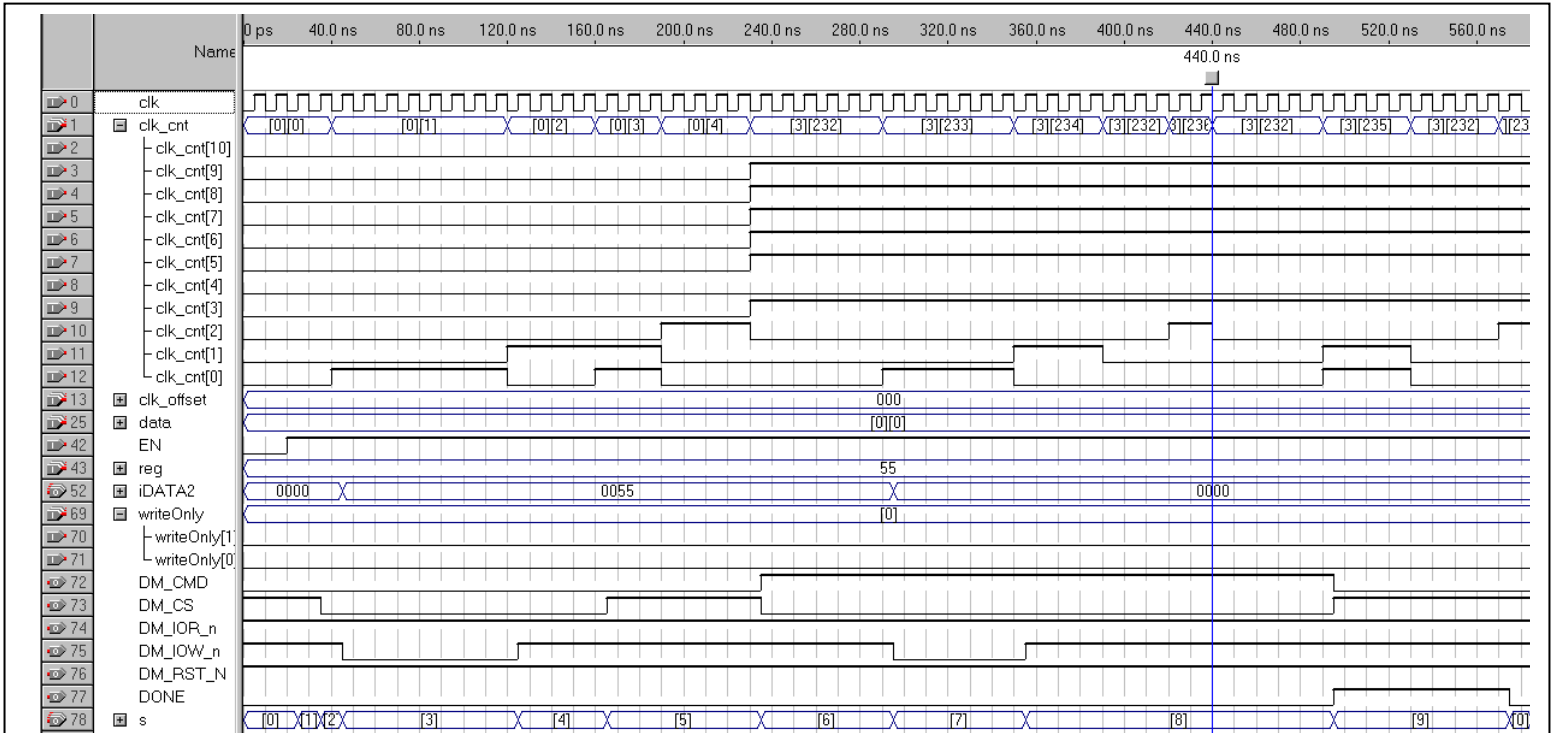 0 ps 40.0 ns 80.0 ns 120.0 ns 160.0 ns 200.0 ns 240.0 ns 280.0 ns 320.0 ns 360.0 ns 400.0 ns 440.0 ns 480.0 ns 520.0 ns 560.0 ns
Name
440.0 ns
0 clk
1 clk_cnt [0][0] [0][1] [0][2] [0][3] [0][4] [3][232] [3][233] [3][234] [3][232] [3][232] [3][235] [3][232]
2 clk_cnt[10]
3 clk_cnt[9]
4 clk_cnt[8]
5 clk_cnt[7]
6 clk_cnt[6]
7 clk_cnt[5]
8 clk_cnt[4]
9 clk_cnt[3]
10 clk_cnt[2]
11 clk_cnt[1]
12 clk_cnt[0]
13 clk_offset 000
25 data [0][0]
42 EN
43 reg 55
52 iDATA2 0000 0055 0000
69 writeOnly [0]
70 writeOnly[1]
71 writeOnly[0]
72 DM_CMD
73 DM_CS
74 DM_IOR_n
75 DM_IOW_n
76 DM_RST_N
77 DONE
78 s [0] [1] [2] [3] [4] [5] [6] [7] [8] [9] [0]